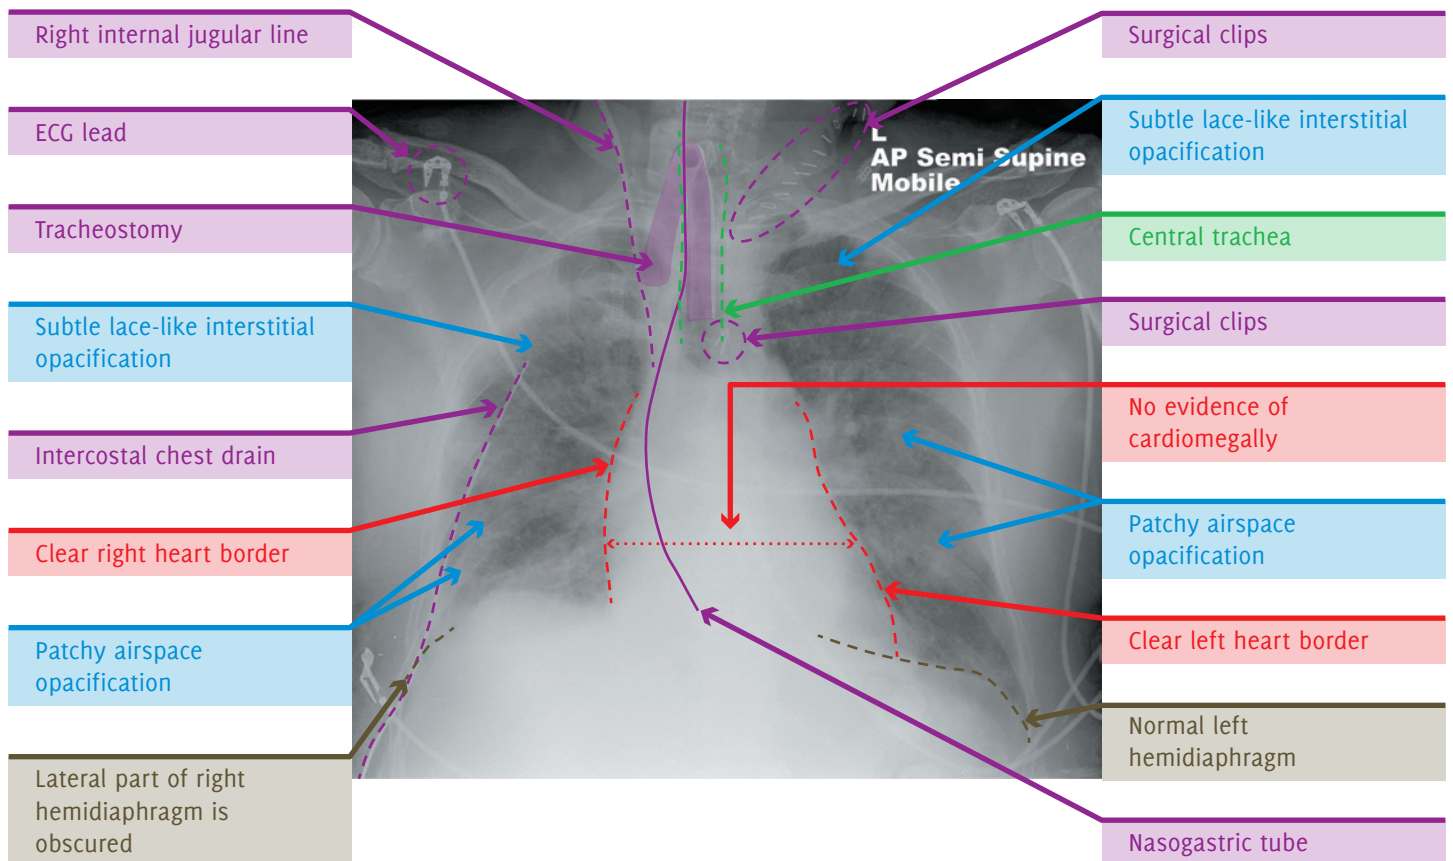 Right internal jugular line
ECG lead
Tracheostomy
Subtle lace-like interstitial
opacification
Intercostal chest drain
Clear right heart border
Patchy airspace
opacification
Lateral part of right
hemidiaphragm is
obscured
L
AP Semi Supine
Mobile
Surgical clips
Subtle lace-like interstitial
opacification
Central trachea
Surgical clips
No evidence of
cardiomegally
Patchy airspace
opacification
Clear left heart border
Normal left
hemidiaphragm
Nasogastric tube